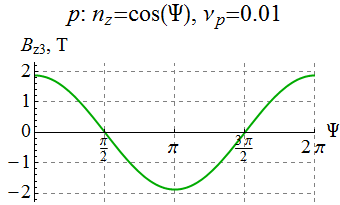 p: n_z=cos(Ψ), ν_p=0.01
B_z3, T
2
1
0
−1
−2
π/2
π
3π/2
2π
Ψ